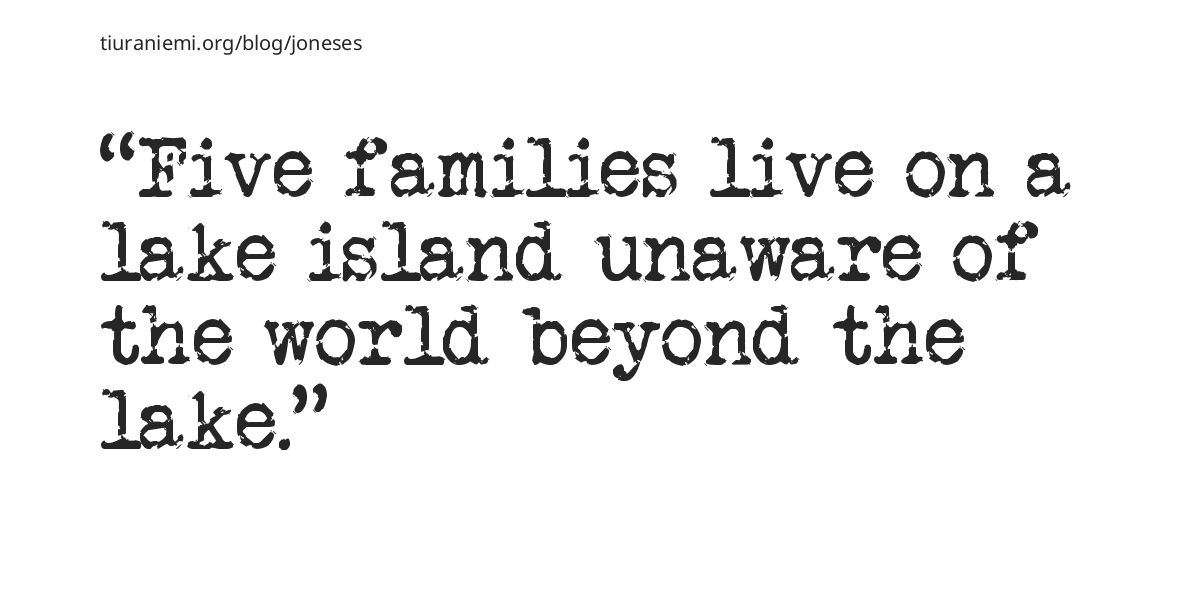 tiuraniemi.org/blog/joneses
“Five families live on a
lake island unaware of
the world beyond the
lake.”